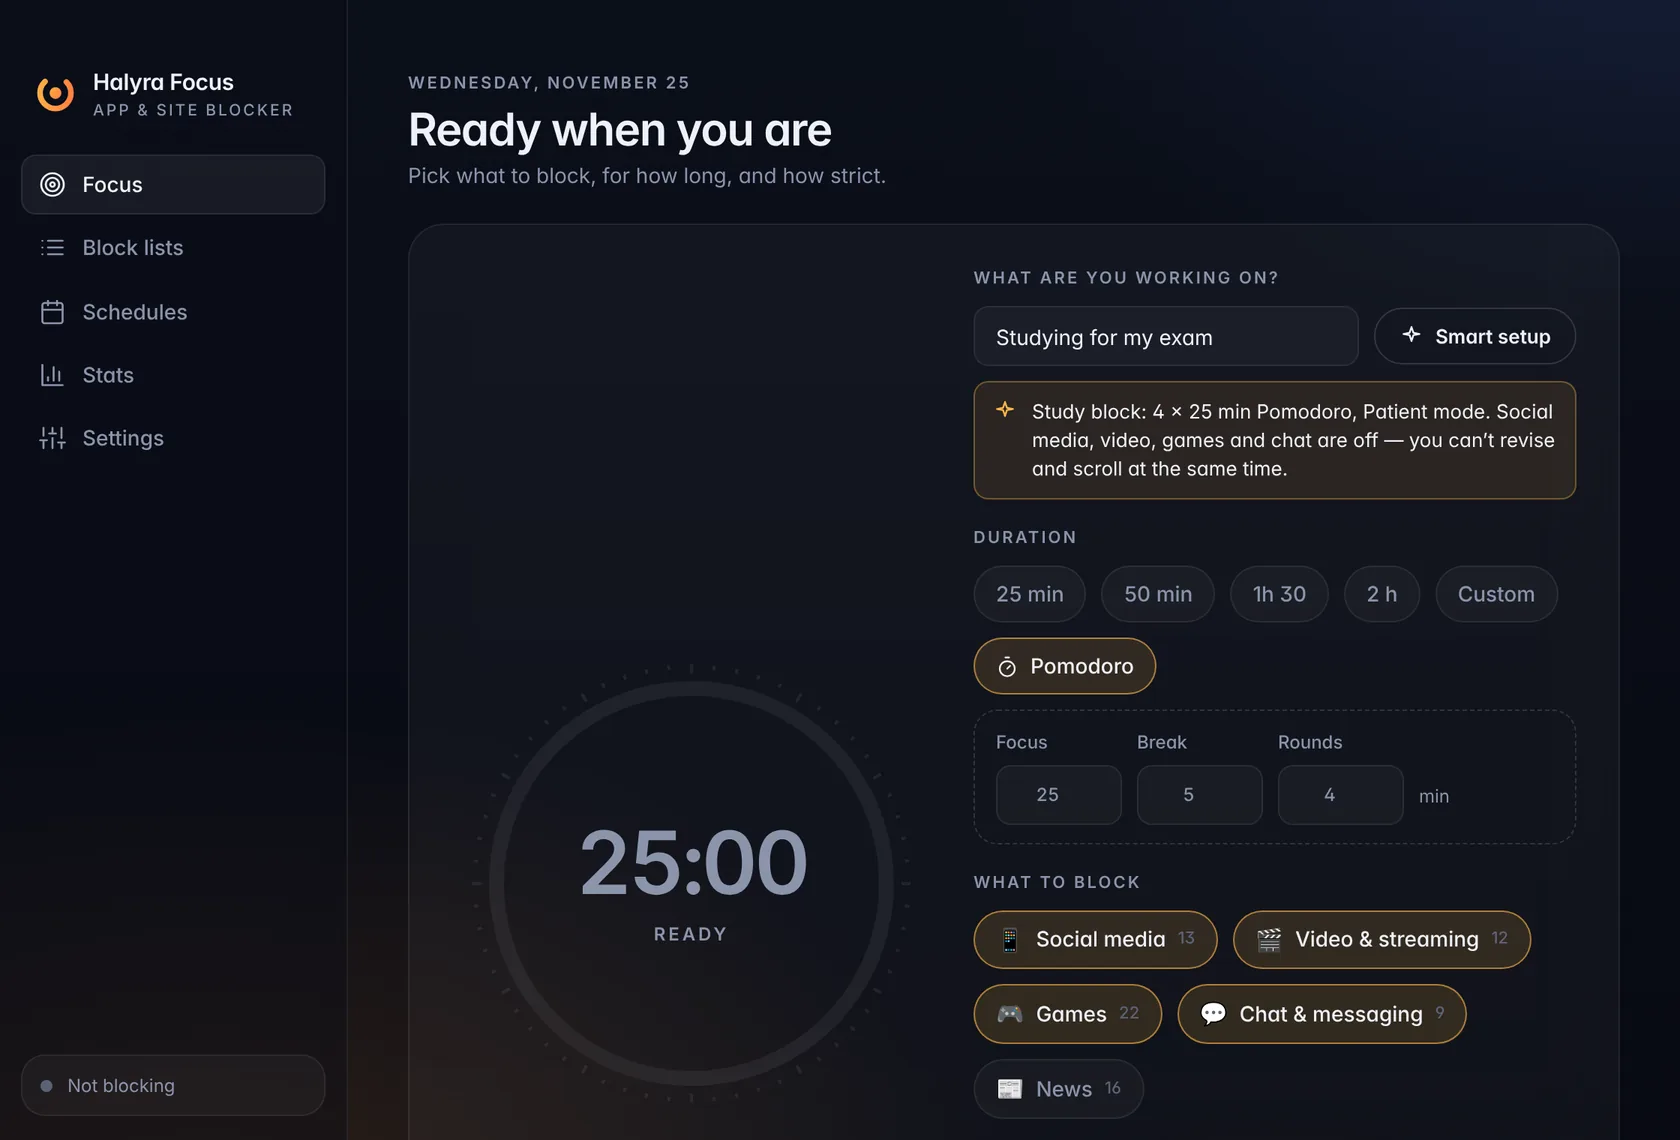 Halyra Focus
APP & SITE BLOCKER
Focus
Block lists
Schedules
Stats
Settings
Not blocking
WEDNESDAY, NOVEMBER 25
Ready when you are
Pick what to block, for how long, and how strict.
25:00
READY
WHAT ARE YOU WORKING ON?
Studying for my exam
Smart setup
Study block: 4 × 25 min Pomodoro, Patient mode. Social
media, video, games and chat are off — you can’t revise
and scroll at the same time.
DURATION
25 min
50 min
1h 30
2 h
Custom
Pomodoro
Focus
Break
Rounds
25
5
4
min
WHAT TO BLOCK
Social media 13
Video & streaming 12
Games 22
Chat & messaging 9
News 16